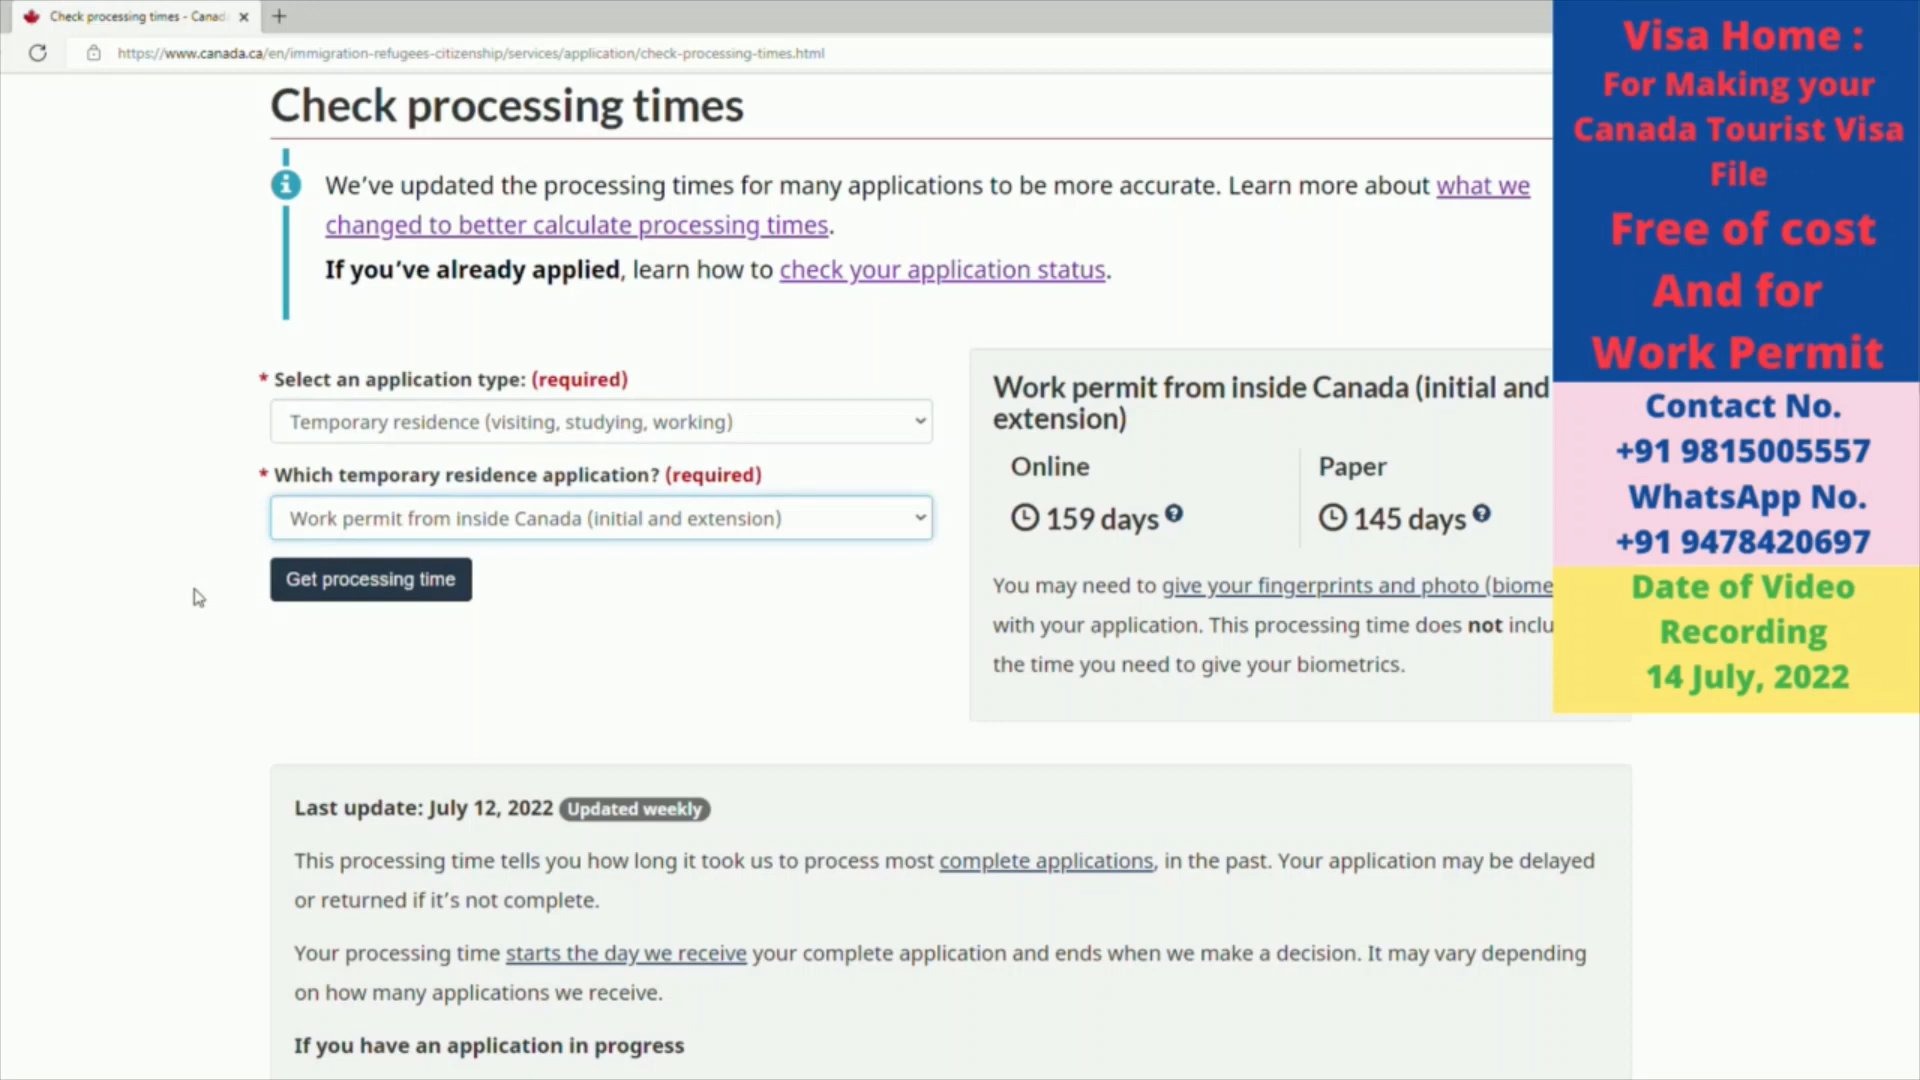 Check processing times - Canad
https://www.canada.ca/en/immigration-refugees-citizenship/services/application/check-processing-times.html
Check processing times
We've updated the processing times for many applications to be more accurate. Learn more about what we
changed to better calculate processing times.
If you've already applied, learn how to check your application status.
* Select an application type: (required)
Temporary residence (visiting, studying, working)
* Which temporary residence application? (required)
Work permit from inside Canada (initial and extension)
Get processing time
Work permit from inside Canada (initial and
extension)
Online
159 days
Paper
145 days
You may need to give your fingerprints and photo (biome
with your application. This processing time does not inclu
the time you need to give your biometrics.
Last update: July 12, 2022 Updated weekly
This processing time tells you how long it took us to process most complete applications, in the past. Your application may be delayed
or returned if it's not complete.
Your processing time starts the day we receive your complete application and ends when we make a decision. It may vary depending
on how many applications we receive.
If you have an application in progress
Visa Home :
For Making your
Canada Tourist Visa
File
Free of cost
And for
Work Permit
Contact No.
+91 9815005557
WhatsApp No.
+91 9478420697
Date of Video
Recording
14 July, 2022